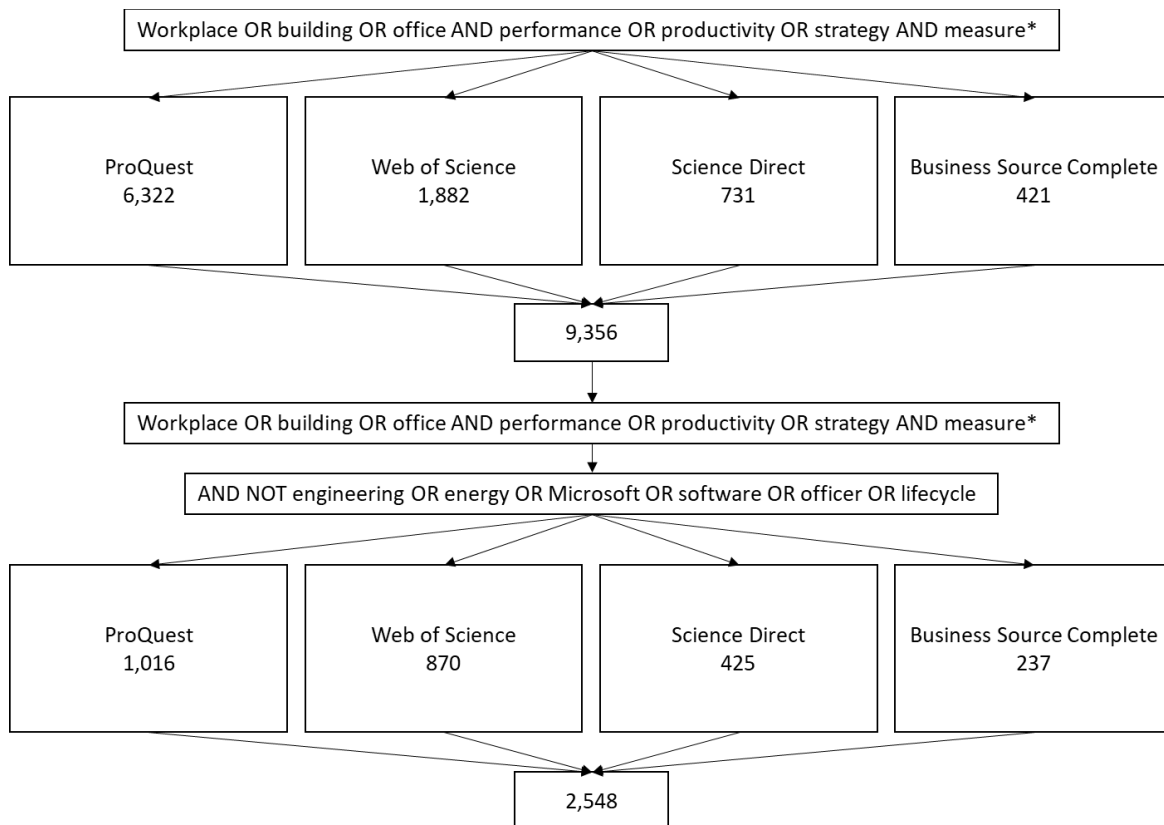 Workplace OR building OR office AND performance OR productivity OR strategy AND measure*
ProQuest
6,322
Web of Science
1,882
Science Direct
731
Business Source Complete
421
9,356
Workplace OR building OR office AND performance OR productivity OR strategy AND measure*
AND NOT engineering OR energy OR Microsoft OR software OR officer OR lifecycle
ProQuest
1,016
Web of Science
870
Science Direct
425
Business Source Complete
237
2,548